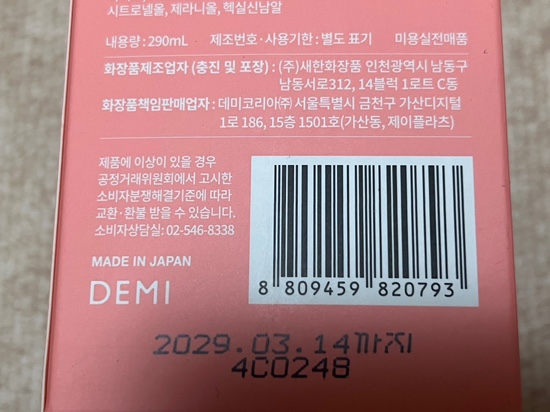 시트로넬올, 제라니올, 헥실신남알
내용량 : 290mL 제조번호·사용기한 : 별도 표기 미용실전매품
화장품제조업자 (충진 및 포장) : (주)새한화장품 인천광역시 남동구
남동서로312, 14블럭 1로트 C동
화장품책임판매업자 : 데미코리아㈜ 서울특별시 금천구 가산디지털
1로 186, 15층 1501호(가산동, 제이플라츠)
제품에 이상이 있을 경우
공정거래위원회에서 고시한
소비자분쟁해결기준에 따라
교환·환불 받을 수 있습니다.
소비자상담실: 02-546-8338
MADE IN JAPAN
DEMI
8 809459 820793
2029.03.14까지
4C0248